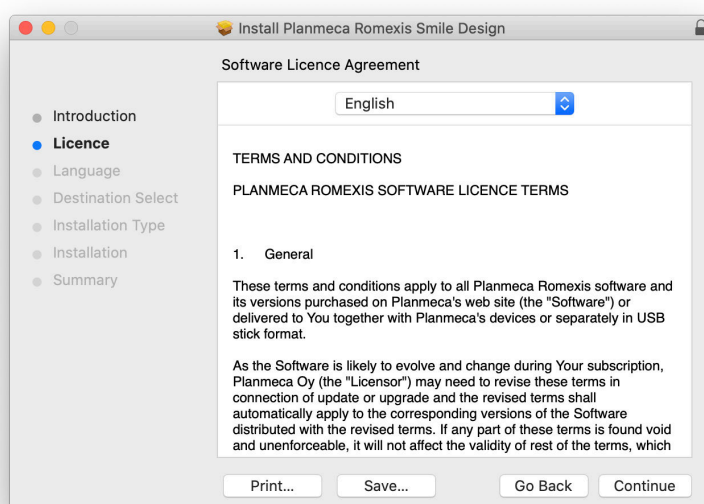 Install Planmeca Romexis Smile Design
Software Licence Agreement
Introduction
Licence
Language
Destination Select
Installation Type
Installation
Summary
English
TERMS AND CONDITIONS
PLANMECA ROMEXIS SOFTWARE LICENCE TERMS
1. General
These terms and conditions apply to all Planmeca Romexis software and
its versions purchased on Planmeca's web site (the "Software") or
delivered to You together with Planmeca's devices or separately in USB
stick format.
As the Software is likely to evolve and change during Your subscription,
Planmeca Oy (the "Licensor") may need to revise these terms in
connection of update or upgrade and the revised terms shall
automatically apply to the corresponding versions of the Software
distributed with the revised terms. If any part of these terms is found void
and unenforceable, it will not affect the validity of rest of the terms, which
Print... Save... Go Back Continue